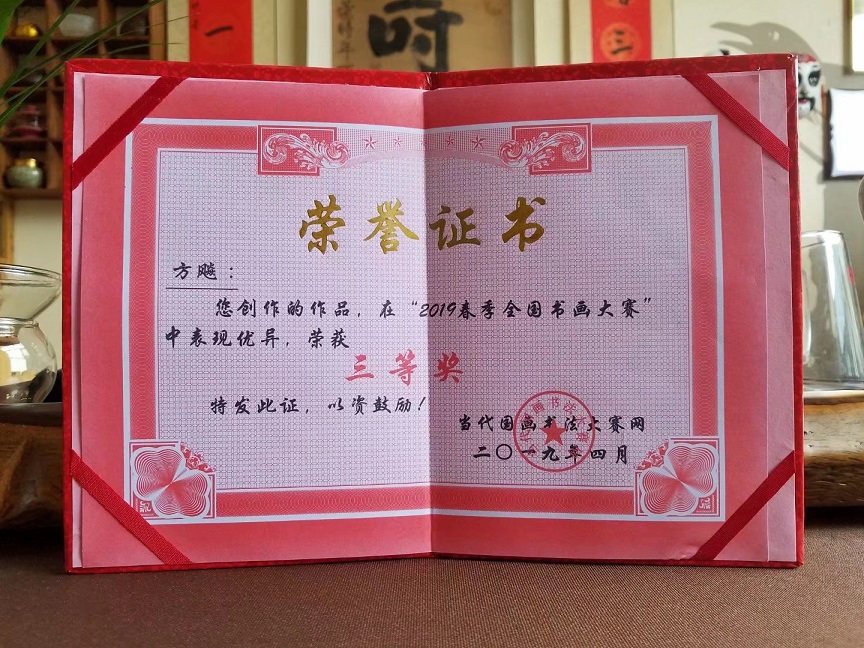 一
时
三
荣誉证书
方飚：
您创作的作品，在“2019春季全国书画大赛”
中表现优异，荣获
三等奖
特发此证，以资鼓励！
当代国画书法大赛网
二〇一九年四月